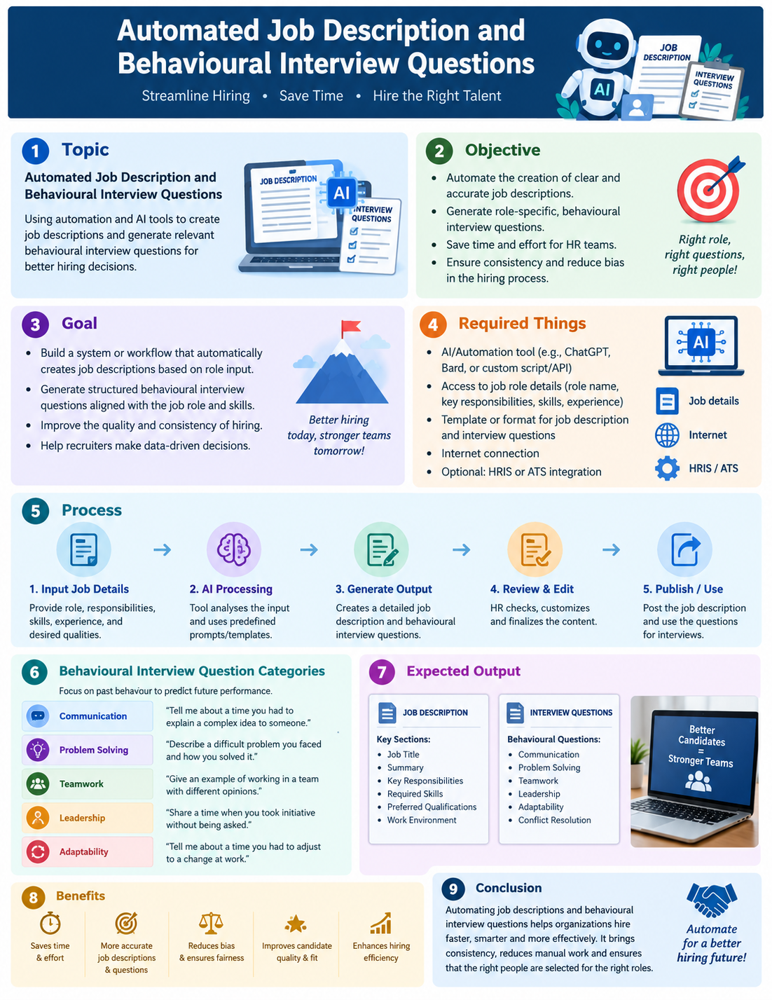 Automated Job Description and
Behavioural Interview Questions
Streamline Hiring • Save Time • Hire the Right Talent
AI
JOB
DESCRIPTION
INTERVIEW
QUESTIONS
1 Topic
Automated Job Description and
Behavioural Interview Questions
Using automation and AI tools to create
job descriptions and generate relevant
behavioural interview questions for
better hiring decisions.
JOB DESCRIPTION
AI
INTERVIEW
QUESTIONS
2 Objective
• Automate the creation of clear and
accurate job descriptions.
• Generate role-specific, behavioural
interview questions.
• Save time and effort for HR teams.
• Ensure consistency and reduce bias
in the hiring process.
Right role,
right questions,
right people!
3 Goal
• Build a system or workflow that automatically
creates job descriptions based on role input.
• Generate structured behavioural interview
questions aligned with the job role and skills.
• Improve the quality and consistency of hiring.
• Help recruiters make data-driven decisions.
Better hiring
today, stronger teams
tomorrow!
4 Required Things
• AI/Automation tool (e.g., ChatGPT,
Bard, or custom script/API)
• Access to job role details (role name,
key responsibilities, skills, experience)
• Template or format for job description
and interview questions
• Internet connection
• Optional: HRIS or ATS integration
AI
Job details
Internet
HRIS / ATS
5 Process
1. Input Job Details
Provide role, responsibilities,
skills, experience, and
desired qualities.
2. AI Processing
Tool analyses the input
and uses predefined
prompts/templates.
3. Generate Output
Creates a detailed job
description and behavioural
interview questions.
4. Review & Edit
HR checks, customizes
and finalizes the content.
5. Publish / Use
Post the job description
and use the questions
for interviews.
6 Behavioural Interview Question Categories
Focus on past behavour to predict future performance.
Communication
“Tell me about a time you had to
explain a complex idea to someone.”
Problem Solving
“Describe a difficult problem you faced
and how you solved it.”
Teamwork
“Give an example of working in a team
with different opinions.”
Leadership
“Share a time when you took initiative
without being asked.”
Adaptability
“Tell me about a time you had to adjust
to a change at work.”
7 Expected Output
JOB DESCRIPTION
Key Sections:
• Job Title
• Summary
• Key Responsibilities
• Required Skills
• Preferred Qualifications
• Work Environment
INTERVIEW QUESTIONS
Behavioural Questions:
• Communication
• Problem Solving
• Teamwork
• Leadership
• Adaptability
• Conflict Resolution
Better
Candidates
=
Stronger Teams
8 Benefits
Saves time
& effort
More accurate
job descriptions
& questions
Reduces bias
& ensures fairness
Improves candidate
quality & fit
Enhances hiring
efficiency
9 Conclusion
Automating job descriptions and behavioural
interview questions helps organizations hire
faster, smarter and more effectively. It brings
consistency, reduces manual work and ensures
that the right people are selected for the right roles.
Automate
for a better
hiring future!